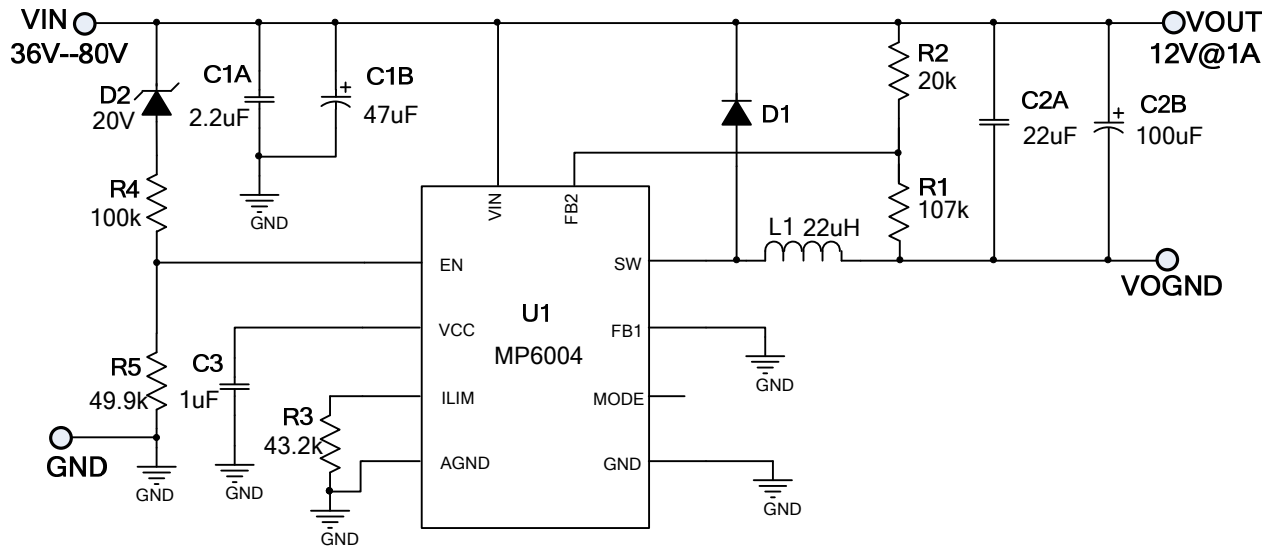 VIN
36V--80V
VOUT
12V@1A
D2
20V
C1A
2.2uF
C1B
47uF
GND
D1
R2
20k
C2A
22uF
C2B
100uF
R4
100k
R1
107k
L1 22uH
VOGND
VIN
FB2
EN
SW
VCC
FB1
ILIM
MODE
AGND
GND
U1
MP6004
R5
49.9k
C3
1uF
R3
43.2k
GND
GND
GND
GND
GND
GND